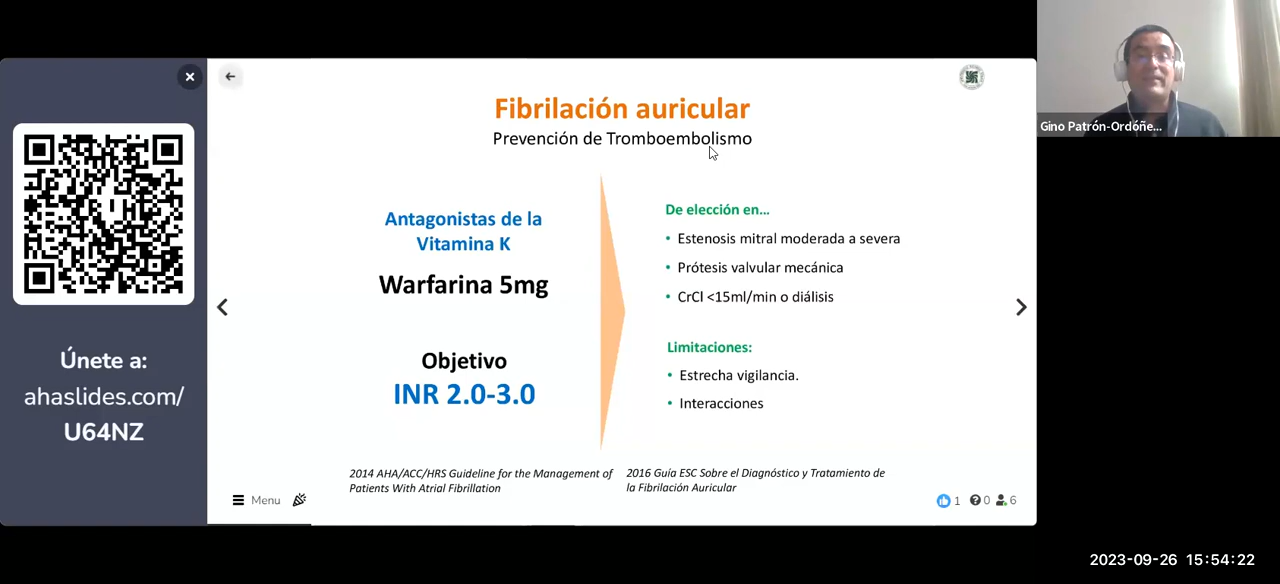 Fibrilación auricular
Prevención de Tromboembolismo
Antagonistas de la
Vitamina K
Warfarina 5mg
Objetivo
INR 2.0-3.0
De elección en...
• Estenosis mitral moderada a severa
• Prótesis valvular mecánica
• CrCl <15ml/min o diálisis
Limitaciones:
• Estrecha vigilancia.
• Interacciones
2014 AHA/ACC/HRS Guideline for the Management of
Patients With Atrial Fibrillation
2016 Guía ESC Sobre el Diagnóstico y Tratamiento de
la Fibrilación Auricular
Únete a:
ahaslides.com/
U64NZ
Menu
1
0
6
Gino Patrón-Ordóñe...
2023-09-26 15:54:22